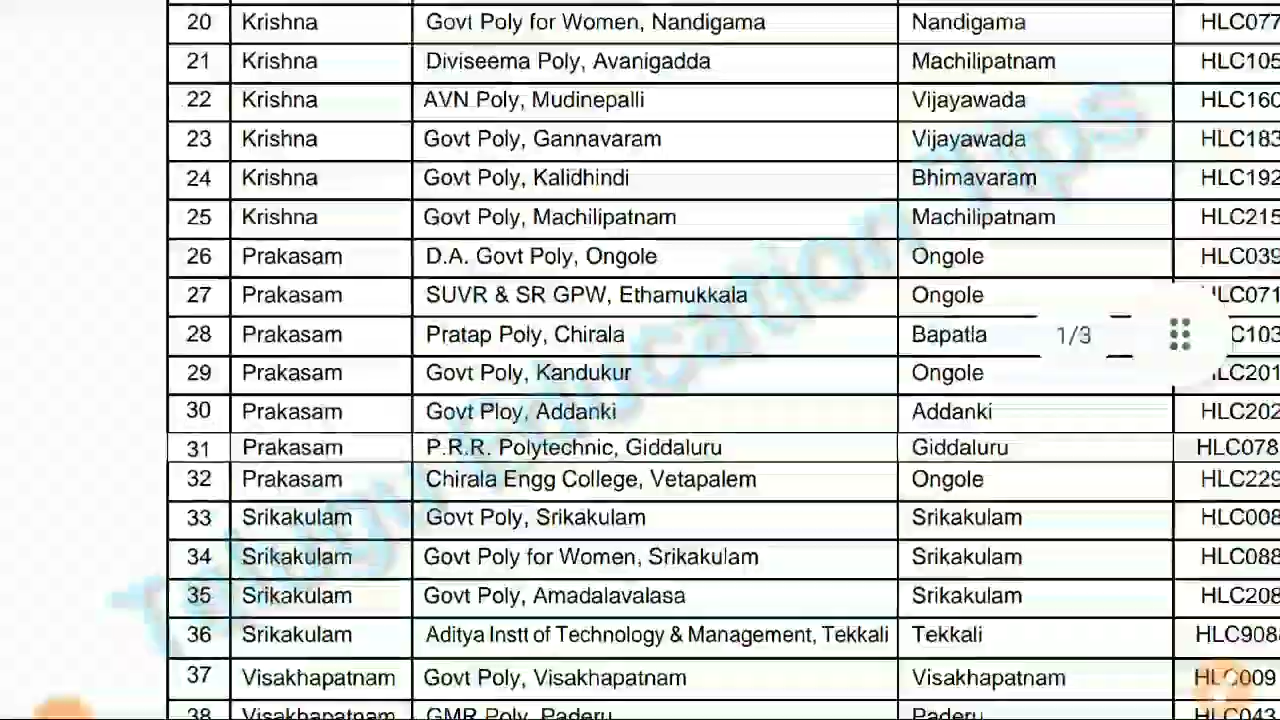 20 Krishna Govt Poly for Women, Nandigama Nandigama HLC077
21 Krishna Diviseema Poly, Avanigadda Machilipatnam HLC105
22 Krishna AVN Poly, Mudinepalli Vijayawada HLC160
23 Krishna Govt Poly, Gannavaram Vijayawada HLC183
24 Krishna Govt Poly, Kalidhindi Bhimavaram HLC192
25 Krishna Govt Poly, Machilipatnam Machilipatnam HLC215
26 Prakasam D.A. Govt Poly, Ongole Ongole HLC039
27 Prakasam SUVR & SR GPW, Ethamukkala Ongole LC071
28 Prakasam Pratap Poly, Chirala Bapatla 1/3 C103
29 Prakasam Govt Poly, Kandukur Ongole LC201
30 Prakasam Govt Ploy, Addanki Addanki HLC202
31 Prakasam P.R.R. Polytechnic, Giddaluru Giddaluru HLC078
32 Prakasam Chirala Engg College, Vetapalem Ongole HLC229
33 Srikakulam Govt Poly, Srikakulam Srikakulam HLC008
34 Srikakulam Govt Poly for Women, Srikakulam Srikakulam HLC088
35 Srikakulam Govt Poly, Amadalavalasa Srikakulam HLC208
36 Srikakulam Aditya Instt of Technology & Management, Tekkali Tekkali HLC908
37 Visakhapatnam Govt Poly, Visakhapatnam Visakhapatnam HLC009
38 Visakhapatnam GMR Poly, Paderu Paderu HLC043
Telugu Education Tips